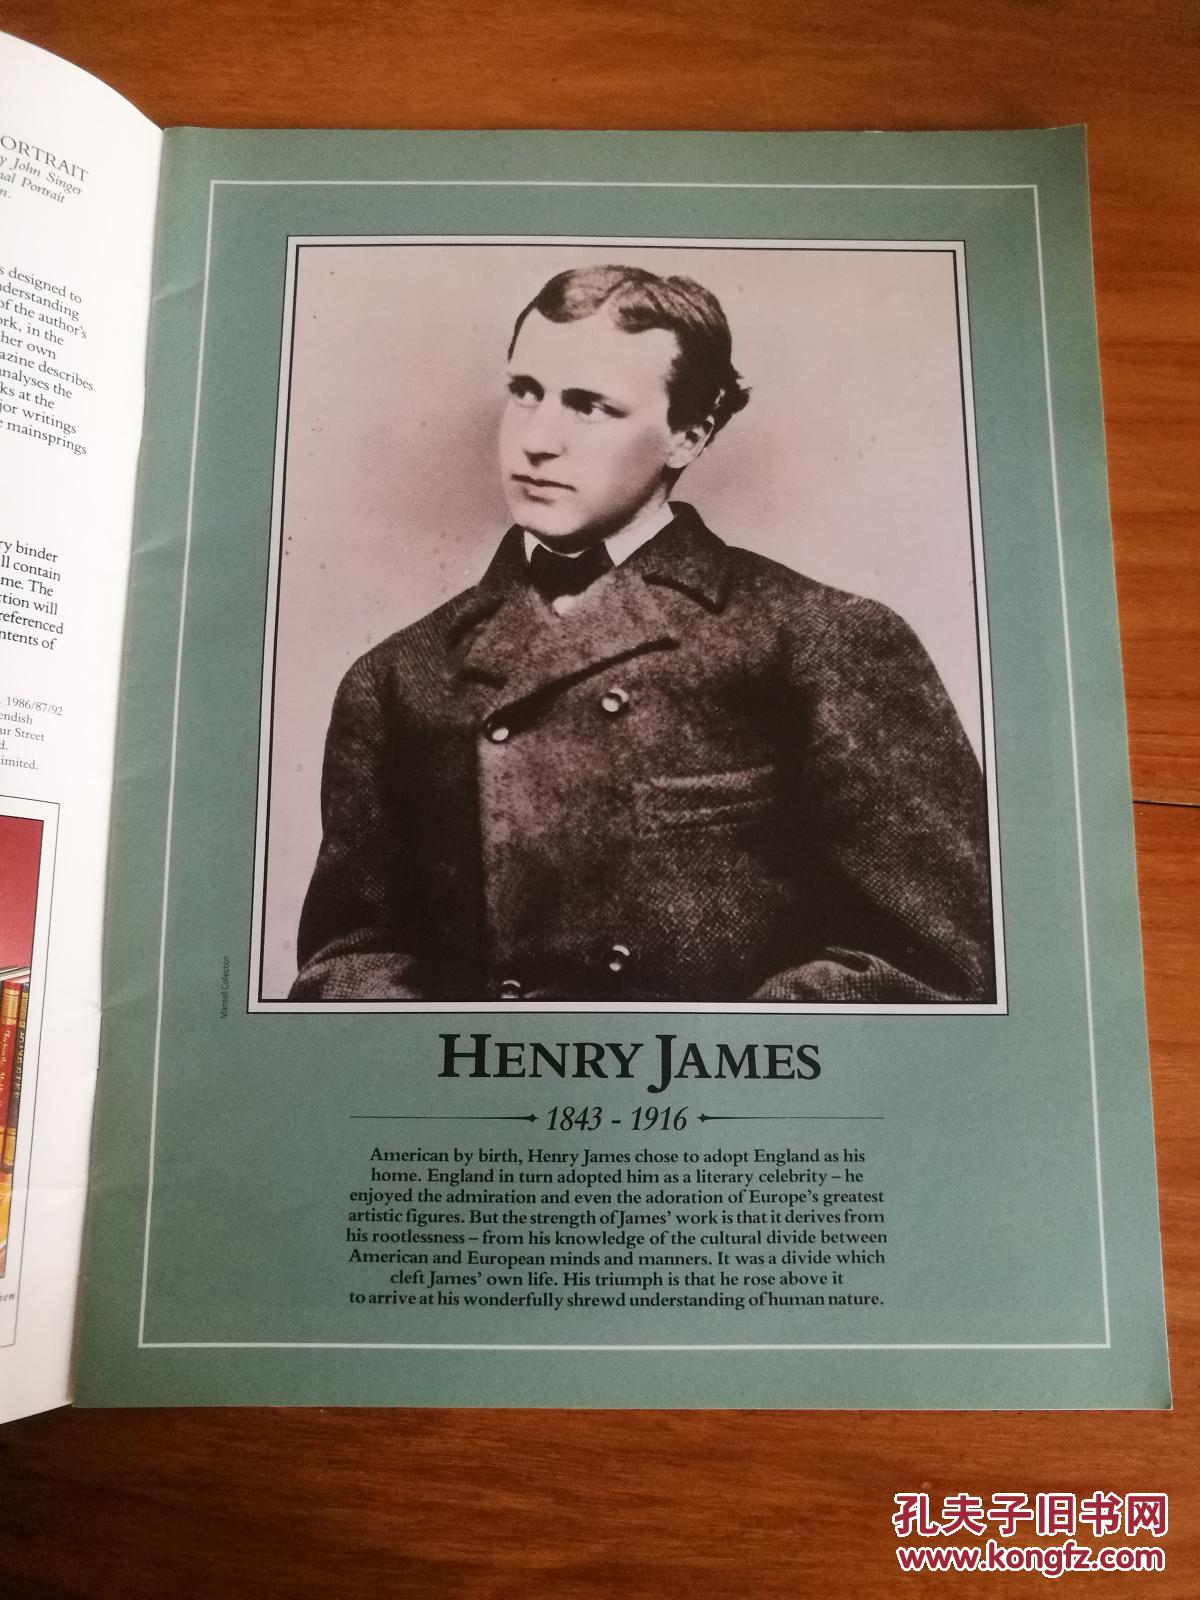 ORTRAIT
y John Singer
nal Portrait
n.
s designed to
derstanding
of the author's
ork, in the
her own
azine describes
analyses the
ks at the
jor writings
e mainsprings
ry binder
ll contain
me. The
ction will
referenced
ntents of
1986/87/92
endish
ur Street
d.
imited.
hen
Mansell Collection
HENRY JAMES
1843 - 1916
American by birth, Henry James chose to adopt England as his
home. England in turn adopted him as a literary celebrity – he
enjoyed the admiration and even the adoration of Europe's greatest
artistic figures. But the strength of James' work is that it derives from
his rootlessness – from his knowledge of the cultural divide between
American and European minds and manners. It was a divide which
cleft James' own life. His triumph is that he rose above it
to arrive at his wonderfully shrewd understanding of human nature.
孔夫子旧书网
www.kongfz.com